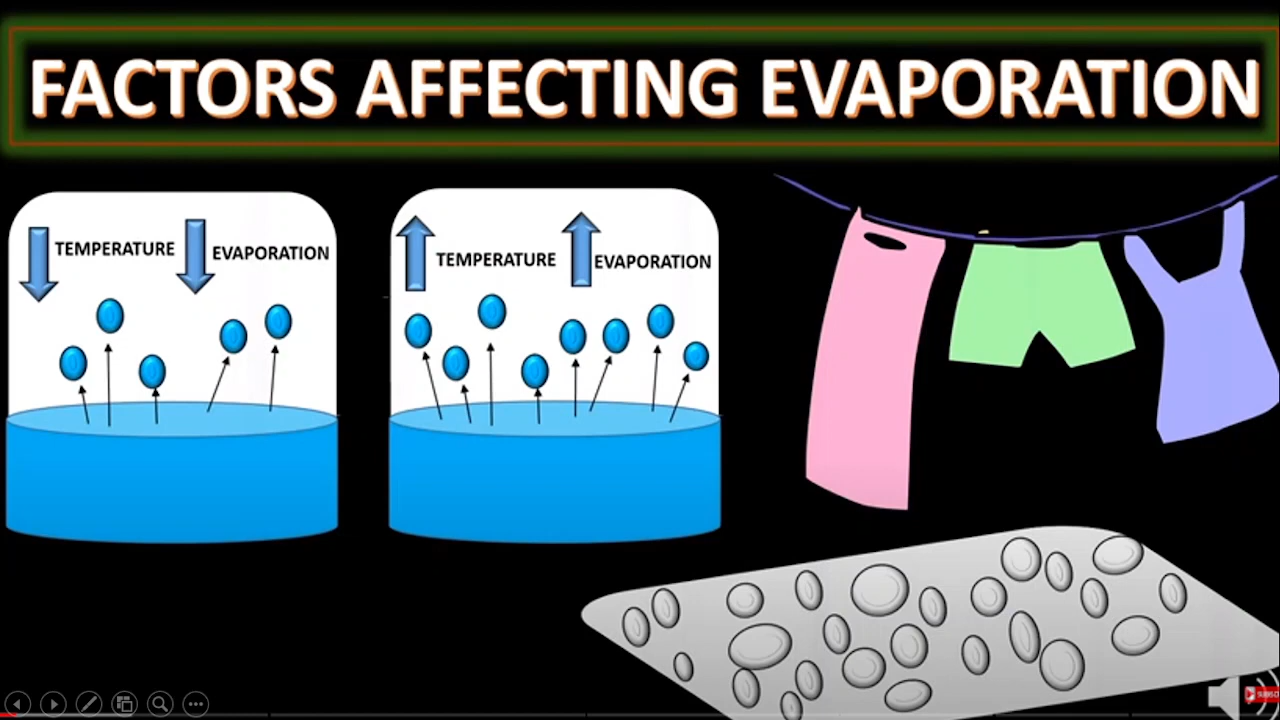 FACTORS AFFECTING EVAPORATION
TEMPERATURE
EVAPORATION
TEMPERATURE
EVAPORATION